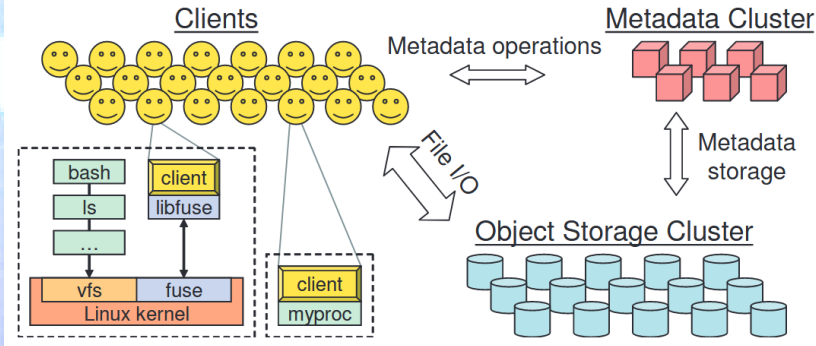 Clients
Metadata Cluster
Metadata operations
File I/O
Metadata
storage
Object Storage Cluster
bash
ls
...
client
libfuse
vfs
fuse
Linux kernel
client
myproc